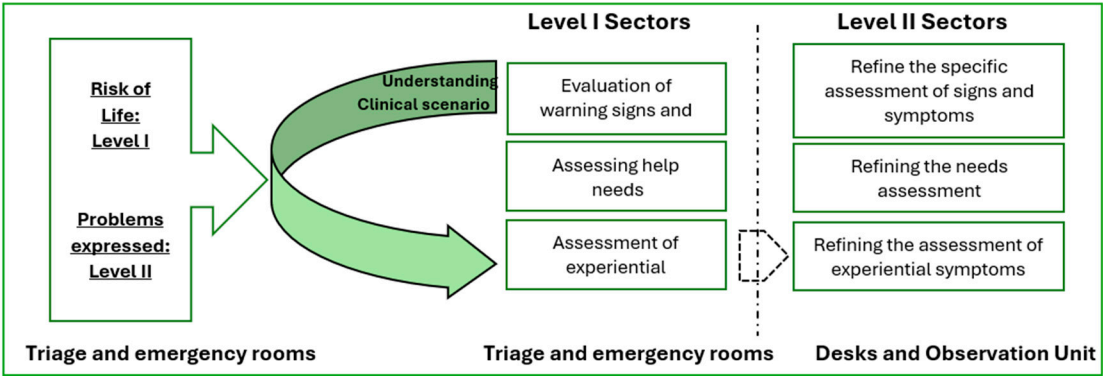 Risk of
Life:
Level I
Problems
expressed:
Level II
Triage and emergency rooms
Understanding
Clinical scenario
Level I Sectors
Evaluation of
warning signs and
Assessing help
needs
Assessment of
experiential
Triage and emergency rooms
Level II Sectors
Refine the specific
assessment of signs and
symptoms
Refining the needs
assessment
Refining the assessment of
experiential symptoms
Desks and Observation Unit